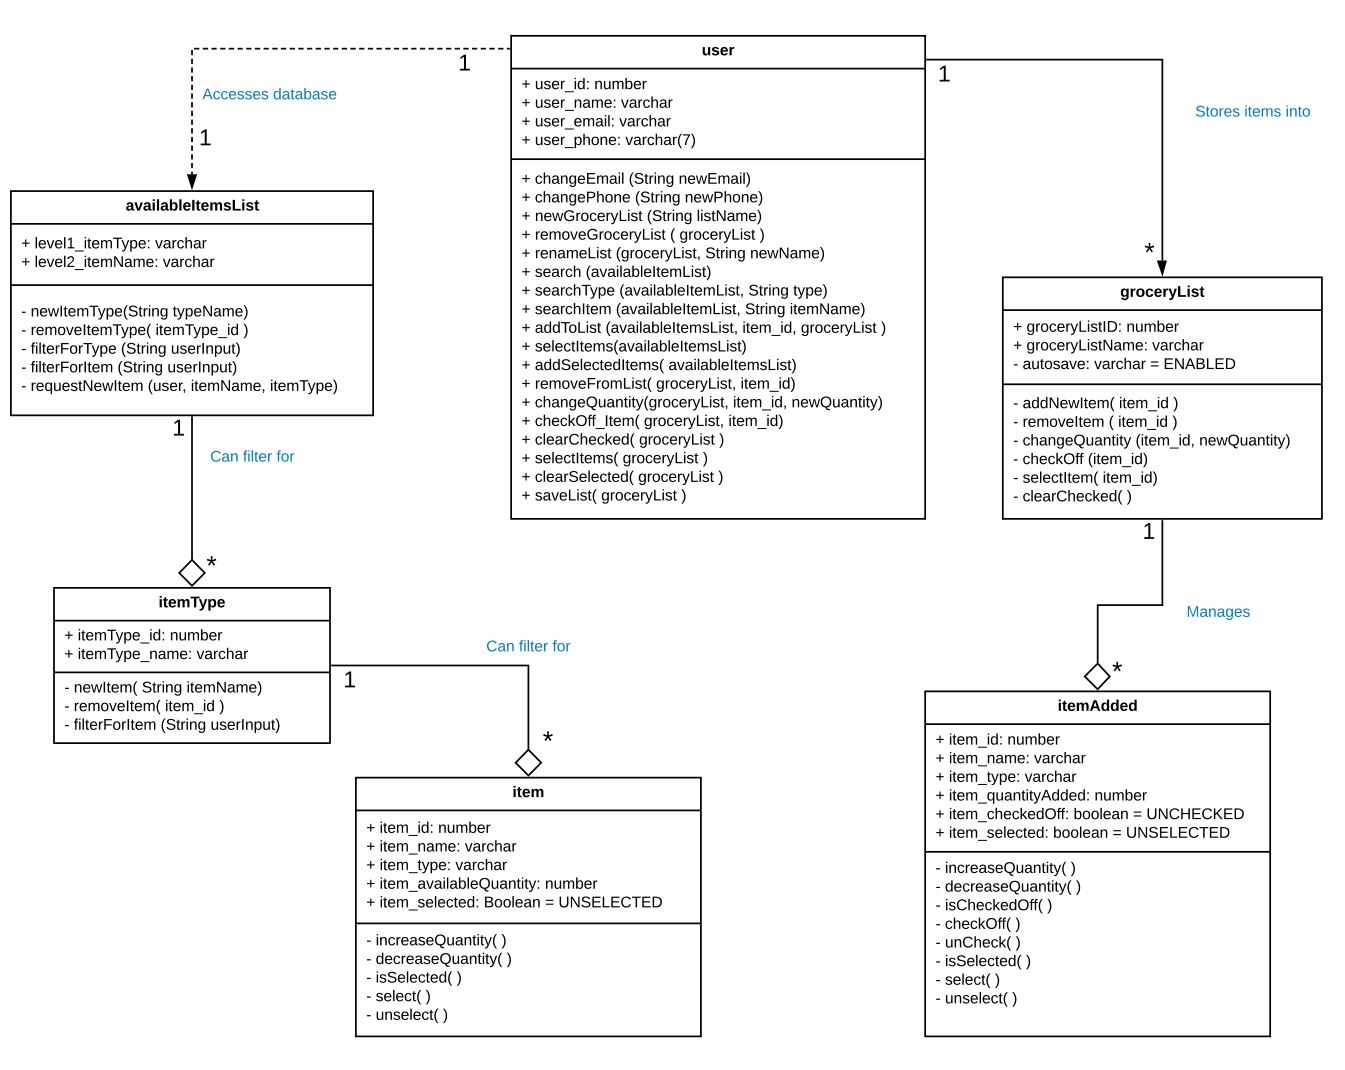 user
+ user_id: number
+ user_name: varchar
+ user_email: varchar
+ user_phone: varchar(7)
+ changeEmail (String newEmail)
+ changePhone (String newPhone)
+ newGroceryList (String listName)
+ removeGroceryList ( groceryList )
+ renameList (groceryList, String newName)
+ search (availableItemList)
+ searchType (availableItemList, String type)
+ searchItem (availableItemList, String itemName)
+ addToList (availableItemsList, item_id, groceryList )
+ selectItems(availableItemsList)
+ addSelectedItems( availableItemsList)
+ removeFromList( groceryList, item_id)
+ changeQuantity(groceryList, item_id, newQuantity)
+ checkOff_Item( groceryList, item_id)
+ clearChecked( groceryList )
+ selectItems( groceryList )
+ clearSelected( groceryList )
+ saveList( groceryList )
1
Accesses database
1
1
Stores items into
*
availableItemsList
+ level1_itemType: varchar
+ level2_itemName: varchar
- newItemType(String typeName)
- removeItemType( itemType_id )
- filterForType (String userInput)
- filterForItem (String userInput)
- requestNewItem (user, itemName, itemType)
1
Can filter for
*
groceryList
+ groceryListID: number
+ groceryListName: varchar
- autosave: varchar = ENABLED
- addNewItem( item_id )
- removeItem ( item_id )
- changeQuantity (item_id, newQuantity)
- checkOff (item_id)
- selectItem( item_id)
- clearChecked( )
1
Manages
*
itemType
+ itemType_id: number
+ itemType_name: varchar
- newItem( String itemName)
- removeItem( item_id )
- filterForItem (String userInput)
1
Can filter for
*
item
+ item_id: number
+ item_name: varchar
+ item_type: varchar
+ item_availableQuantity: number
+ item_selected: Boolean = UNSELECTED
- increaseQuantity( )
- decreaseQuantity( )
- isSelected( )
- select( )
- unselect( )
itemAdded
+ item_id: number
+ item_name: varchar
+ item_type: varchar
+ item_quantityAdded: number
+ item_checkedOff: boolean = UNCHECKED
+ item_selected: boolean = UNSELECTED
- increaseQuantity( )
- decreaseQuantity( )
- isCheckedOff( )
- checkOff( )
- unCheck( )
- isSelected( )
- select( )
- unselect( )